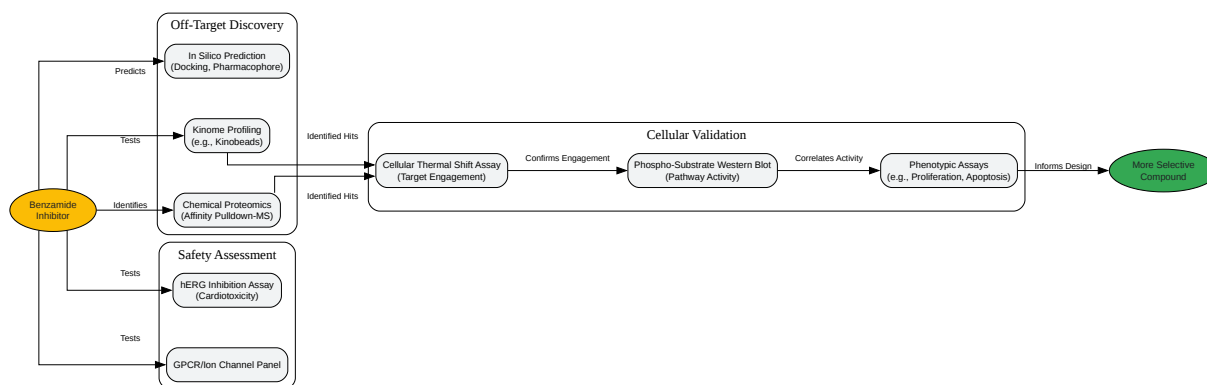 Off-Target Discovery
In Silico Prediction
(Docking, Pharmacophore)
Predicts
Kinome Profiling
(e.g., Kinobeads)
Tests
Identified Hits
Cellular Validation
Cellular Thermal Shift Assay
(Target Engagement)
Confirms Engagement
Phospho-Substrate Western Blot
(Pathway Activity)
Correlates Activity
Phenotypic Assays
(e.g., Proliferation, Apoptosis)
Informs Design
More Selective
Compound
Identified Hits
Benzamide
Inhibitor
Identifies
Chemical Proteomics
(Affinity Pulldown-MS)
Safety Assessment
Tests
hERG Inhibition Assay
(Cardiotoxicity)
Tests
GPCR/Ion Channel Panel